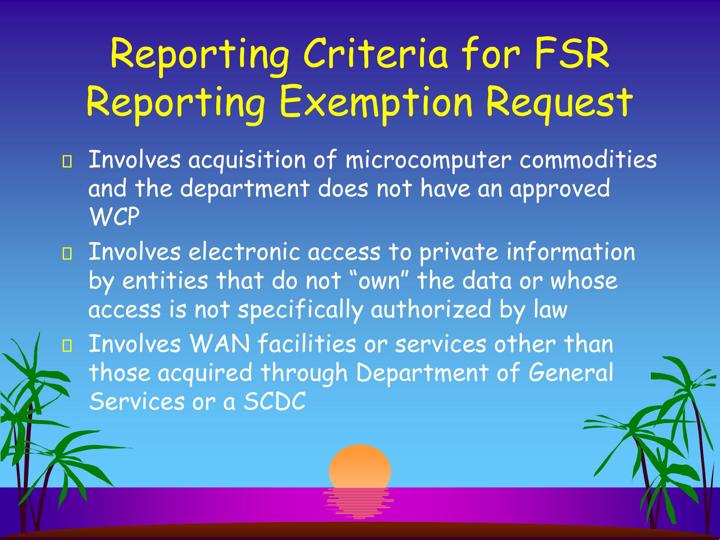 Reporting Criteria for FSR
Reporting Exemption Request
Involves acquisition of microcomputer commodities
and the department does not have an approved
WCP
Involves electronic access to private information
by entities that do not “own” the data or whose
access is not specifically authorized by law
Involves WAN facilities or services other than
those acquired through Department of General
Services or a SCDC